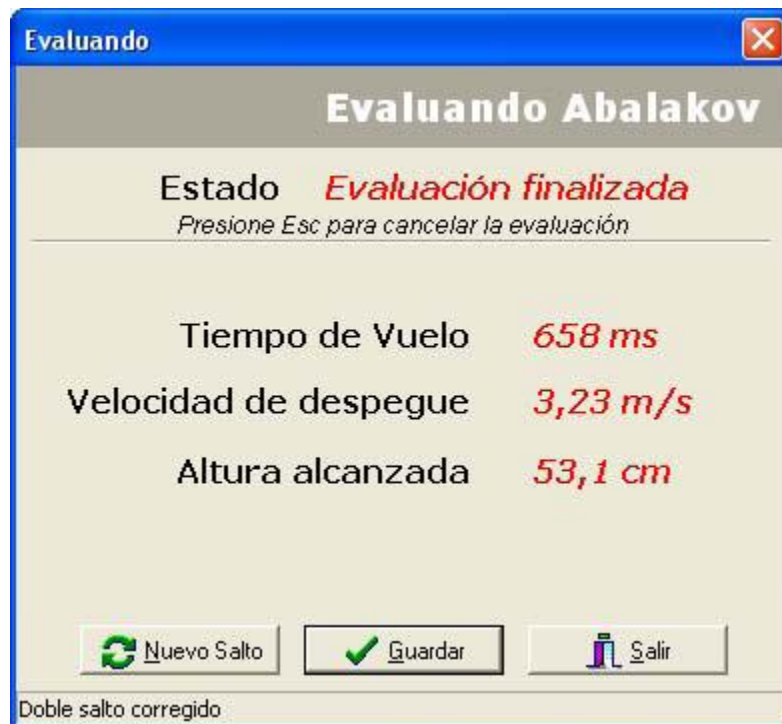 Evaluando
Evaluando Abalakov
Estado Evaluación finalizada
Presione Esc para cancelar la evaluación
Tiempo de Vuelo 658 ms
Velocidad de despegue 3,23 m/s
Altura alcanzada 53,1 cm
Nuevo Salto Guardar Salir
Doble salto corregido